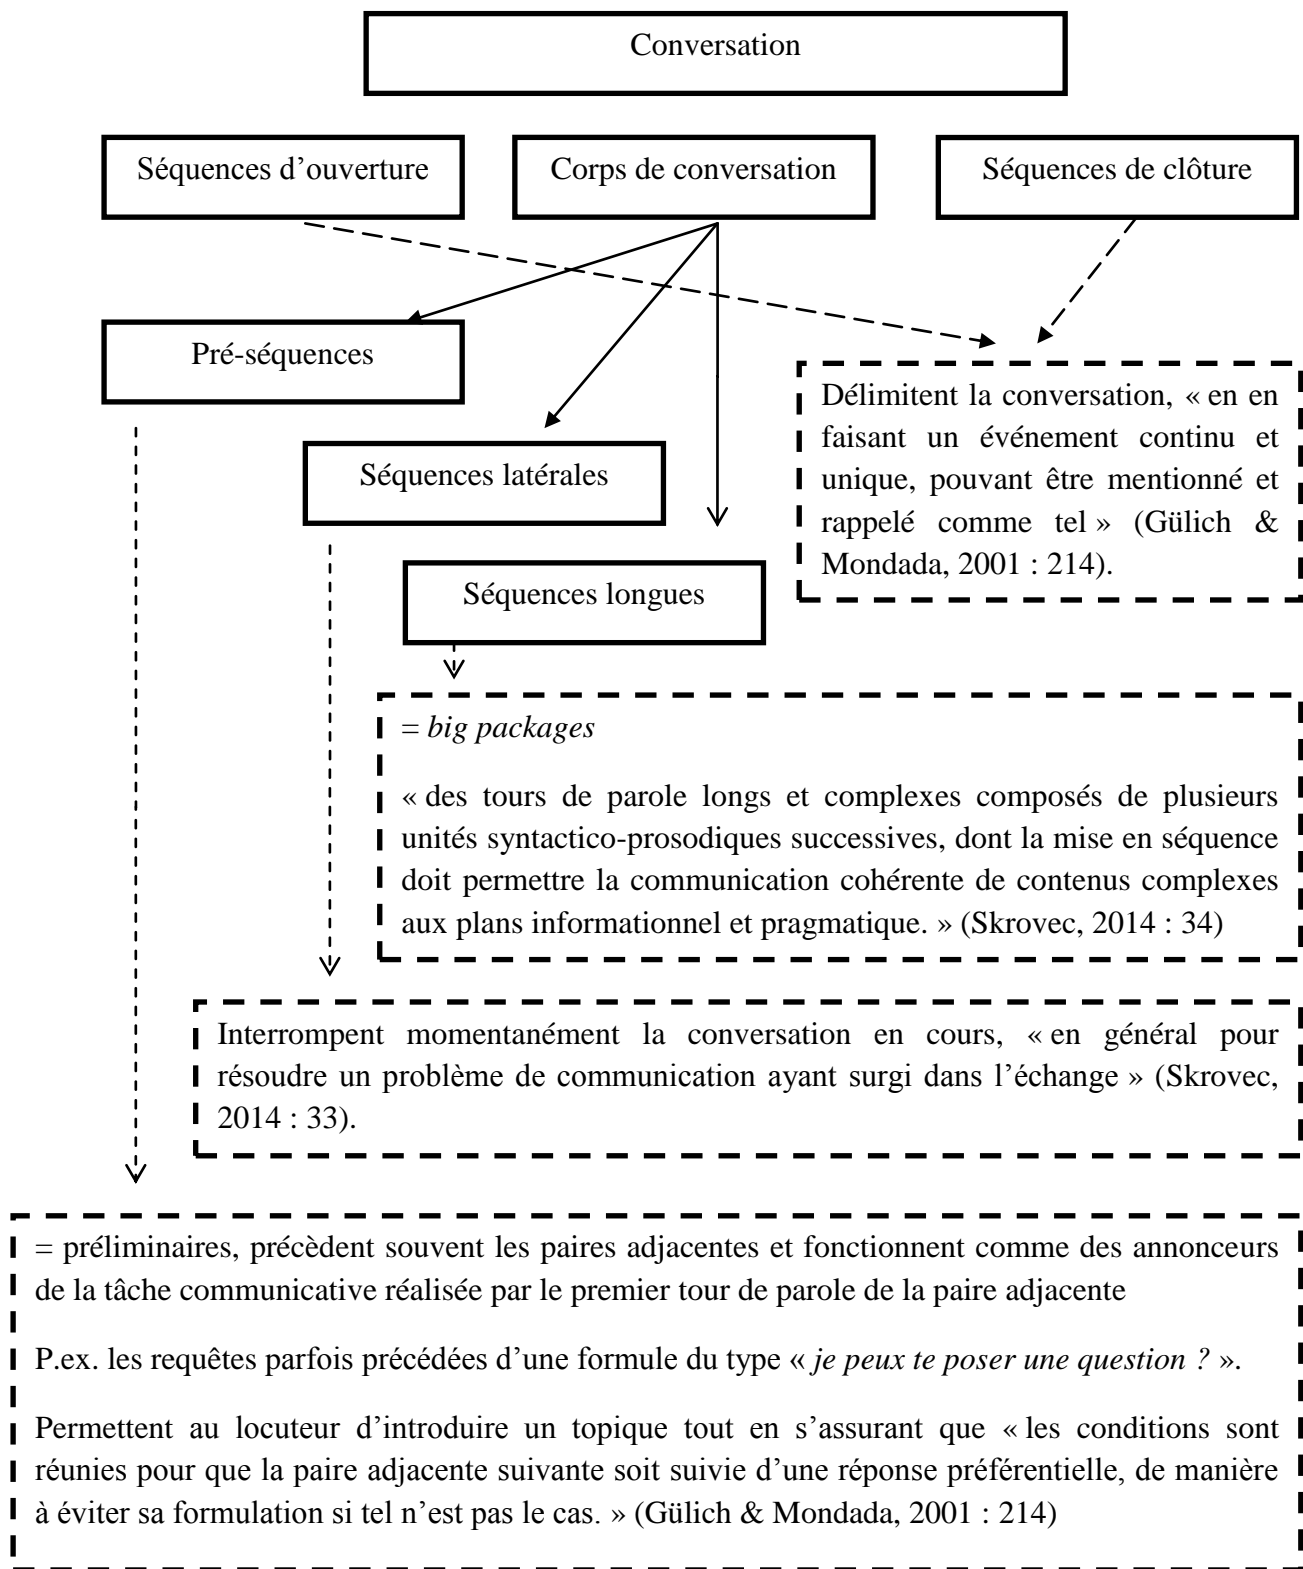 Conversation
Séquences d’ouverture
Corps de conversation
Séquences de clôture
Pré-séquences
Délimitent la conversation, « en en
faisant un événement continu et
unique, pouvant être mentionné et
rappelé comme tel » (Gülich &
Mondada, 2001 : 214).
Séquences latérales
Séquences longues
= big packages
« des tours de parole longs et complexes composés de plusieurs
unités syntactico-prosodiques successives, dont la mise en séquence
doit permettre la communication cohérente de contenus complexes
aux plans informationnel et pragmatique. » (Skrovec, 2014 : 34)
Interrompent momentanément la conversation en cours, « en général pour
résoudre un problème de communication ayant surgi dans l’échange » (Skrovec,
2014 : 33).
= préliminaires, précèdent souvent les paires adjacentes et fonctionnent comme des annonceurs
de la tâche communicative réalisée par le premier tour de parole de la paire adjacente
P.ex. les requêtes parfois précédées d’une formule du type « je peux te poser une question ? ».
Permettent au locuteur d’introduire un topique tout en s’assurant que « les conditions sont
réunies pour que la paire adjacente suivante soit suivie d’une réponse préférentielle, de manière
à éviter sa formulation si tel n’est pas le cas. » (Gülich & Mondada, 2001 : 214)